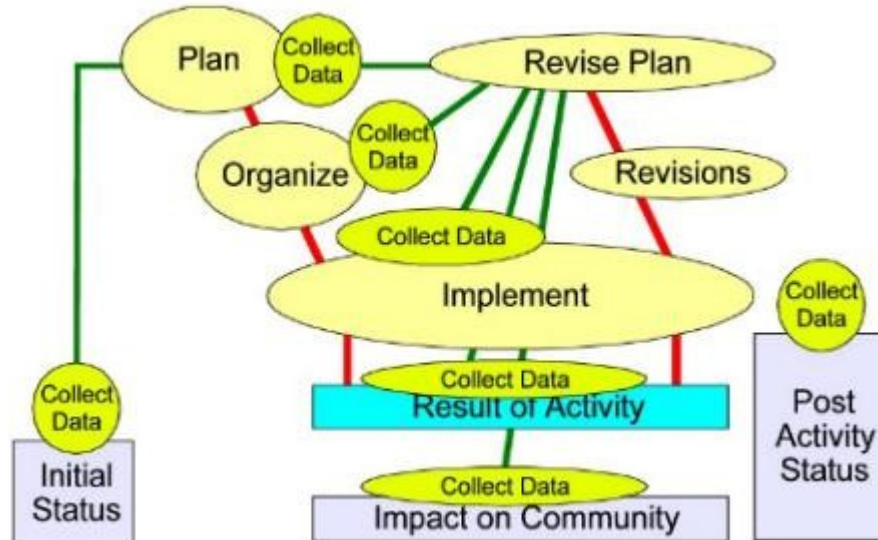 Plan
Collect
Data
Revise Plan
Collect
Data
Organize
Revisions
Collect Data
Implement
Collect
Data
Collect Data
Result of Activity
Collect
Data
Initial
Status
Post
Activity
Status
Collect Data
Impact on Community